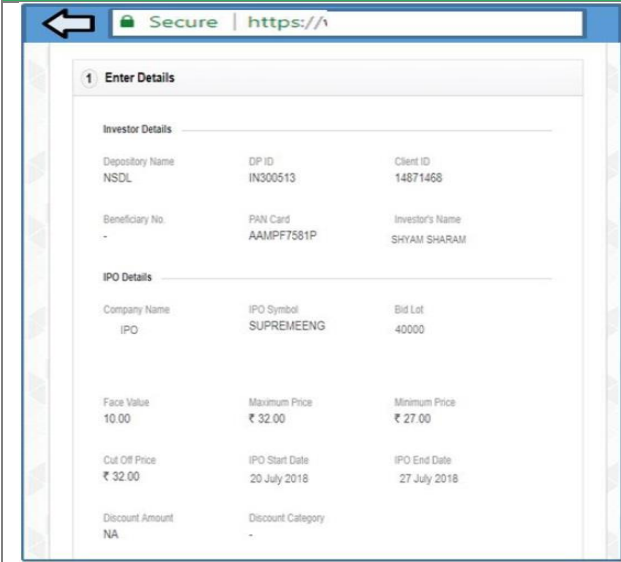 Secure | https://
1 Enter Details
Investor Details
Depository Name DP ID Client ID
NSDL IN300513 14871468
Beneficiary No. PAN Card Investor's Name
- AAMPF7581P SHYAM SHARAM
IPO Details
Company Name IPO Symbol Bid Lot
IPO SUPREMEENG 40000
Face Value Maximum Price Minimum Price
10.00 ₹ 32.00 ₹ 27.00
Cut Off Price IPO Start Date IPO End Date
₹ 32.00 20 July 2018 27 July 2018
Discount Amount Discount Category
NA -